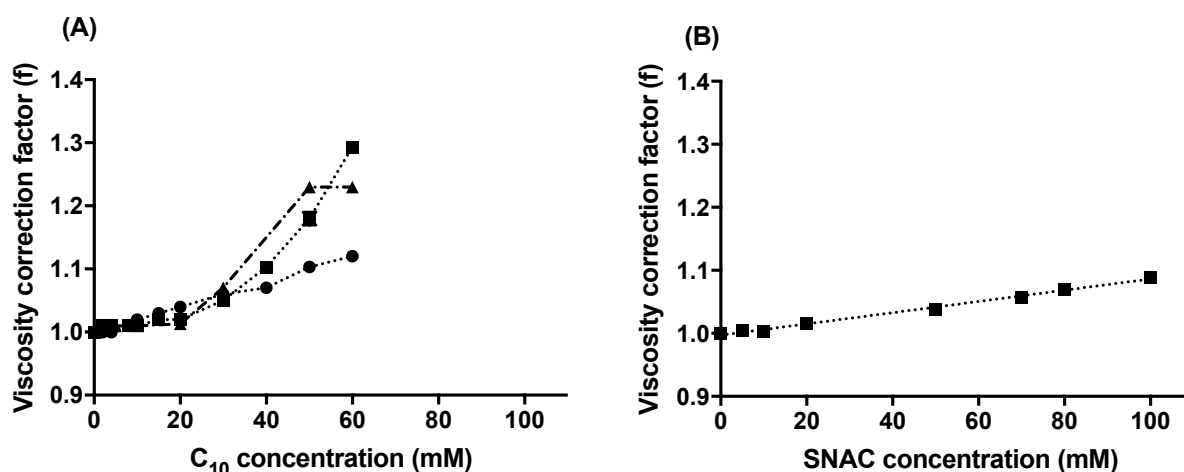 (A)
Viscosity correction factor (f)
1.4
1.3
1.2
1.1
1.0
0.9
0 20 40 60 80 100
C₁₀ concentration (mM)
(B)
Viscosity correction factor (f)
1.4
1.3
1.2
1.1
1.0
0.9
0 20 40 60 80 100
SNAC concentration (mM)